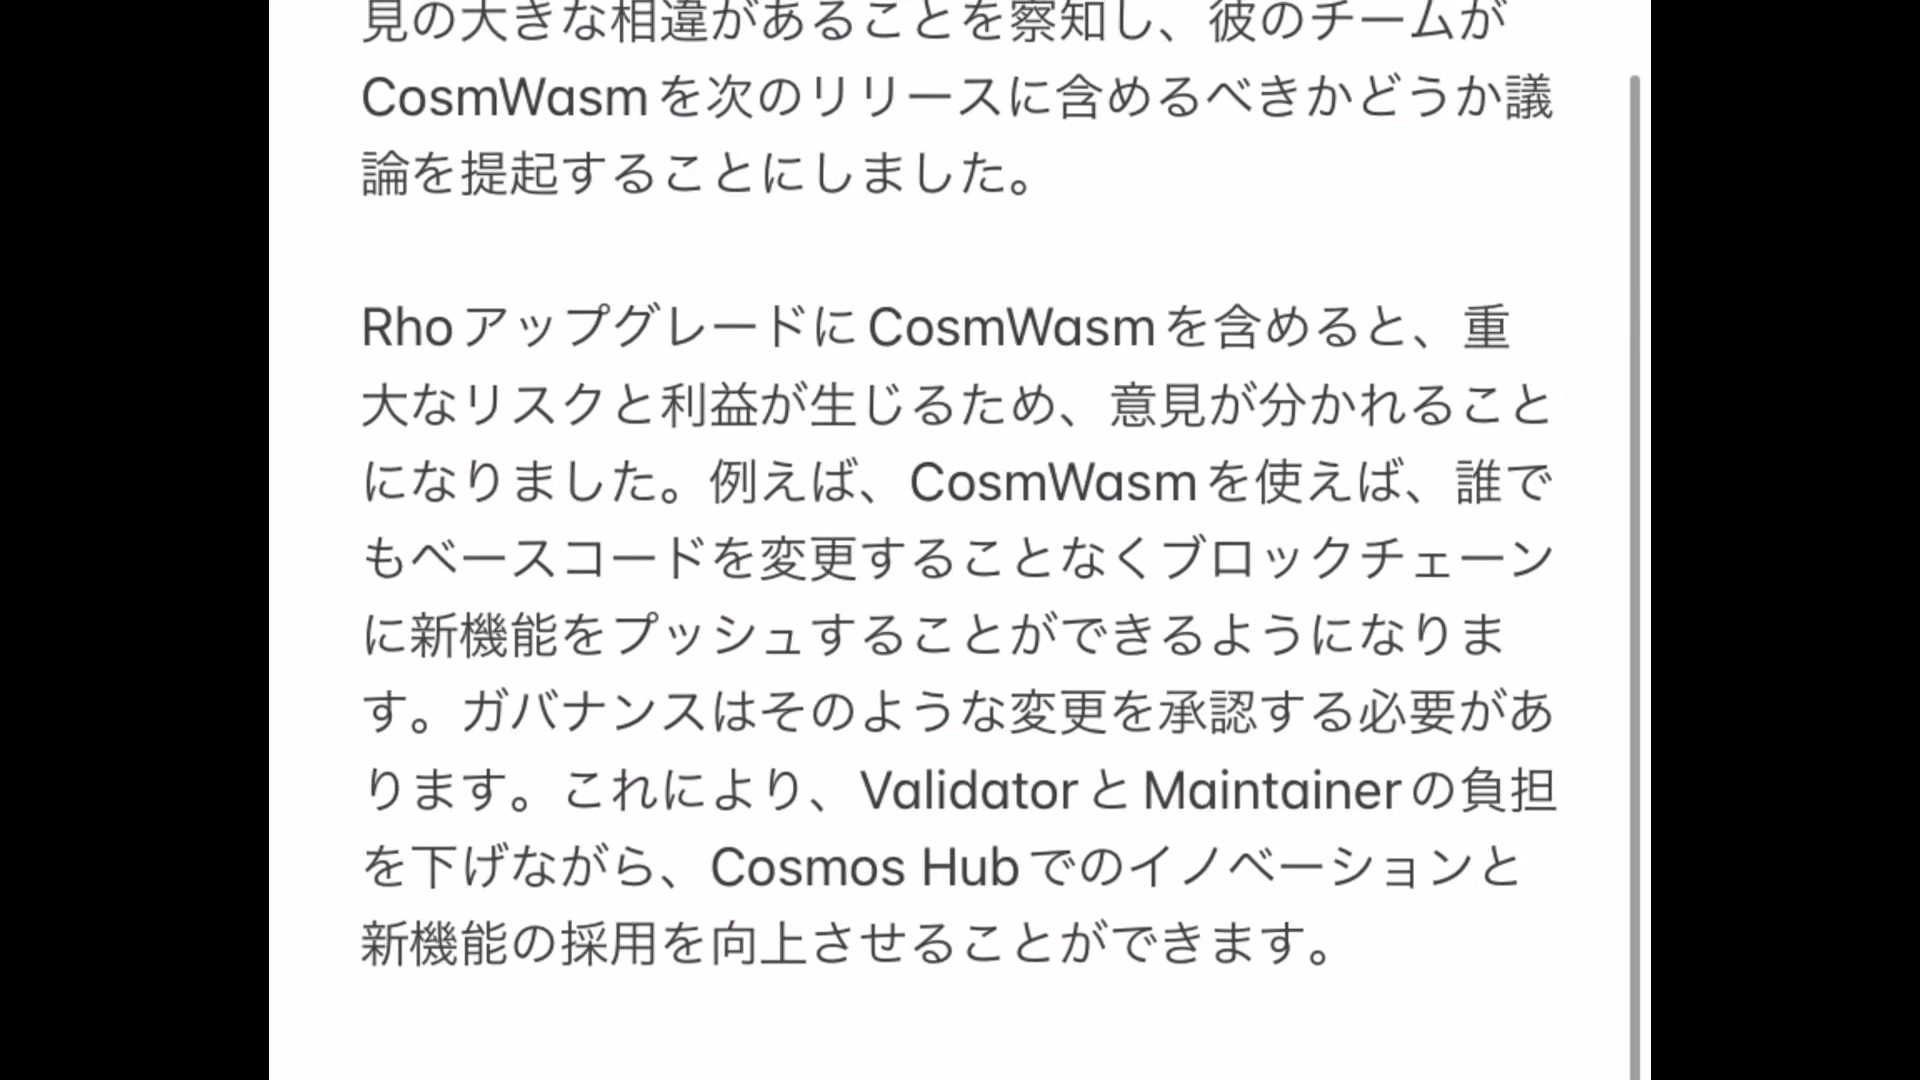 見の大きな相違があることを察知し、彼のチームが
CosmWasmを次のリリースに含めるべきかどうか議
論を提起することにしました。
RhoアップグレードにCosmWasmを含めると、重
大なリスクと利益が生じるため、意見が分かれること
になりました。例えば、CosmWasmを使えば、誰で
もベースコードを変更することなくブロックチェーン
に新機能をプッシュすることができるようになりま
す。ガバナンスはそのような変更を承認する必要があ
ります。これにより、ValidatorとMaintainerの負担
を下げながら、Cosmos Hubでのイノベーションと
新機能の採用を向上させることができます。